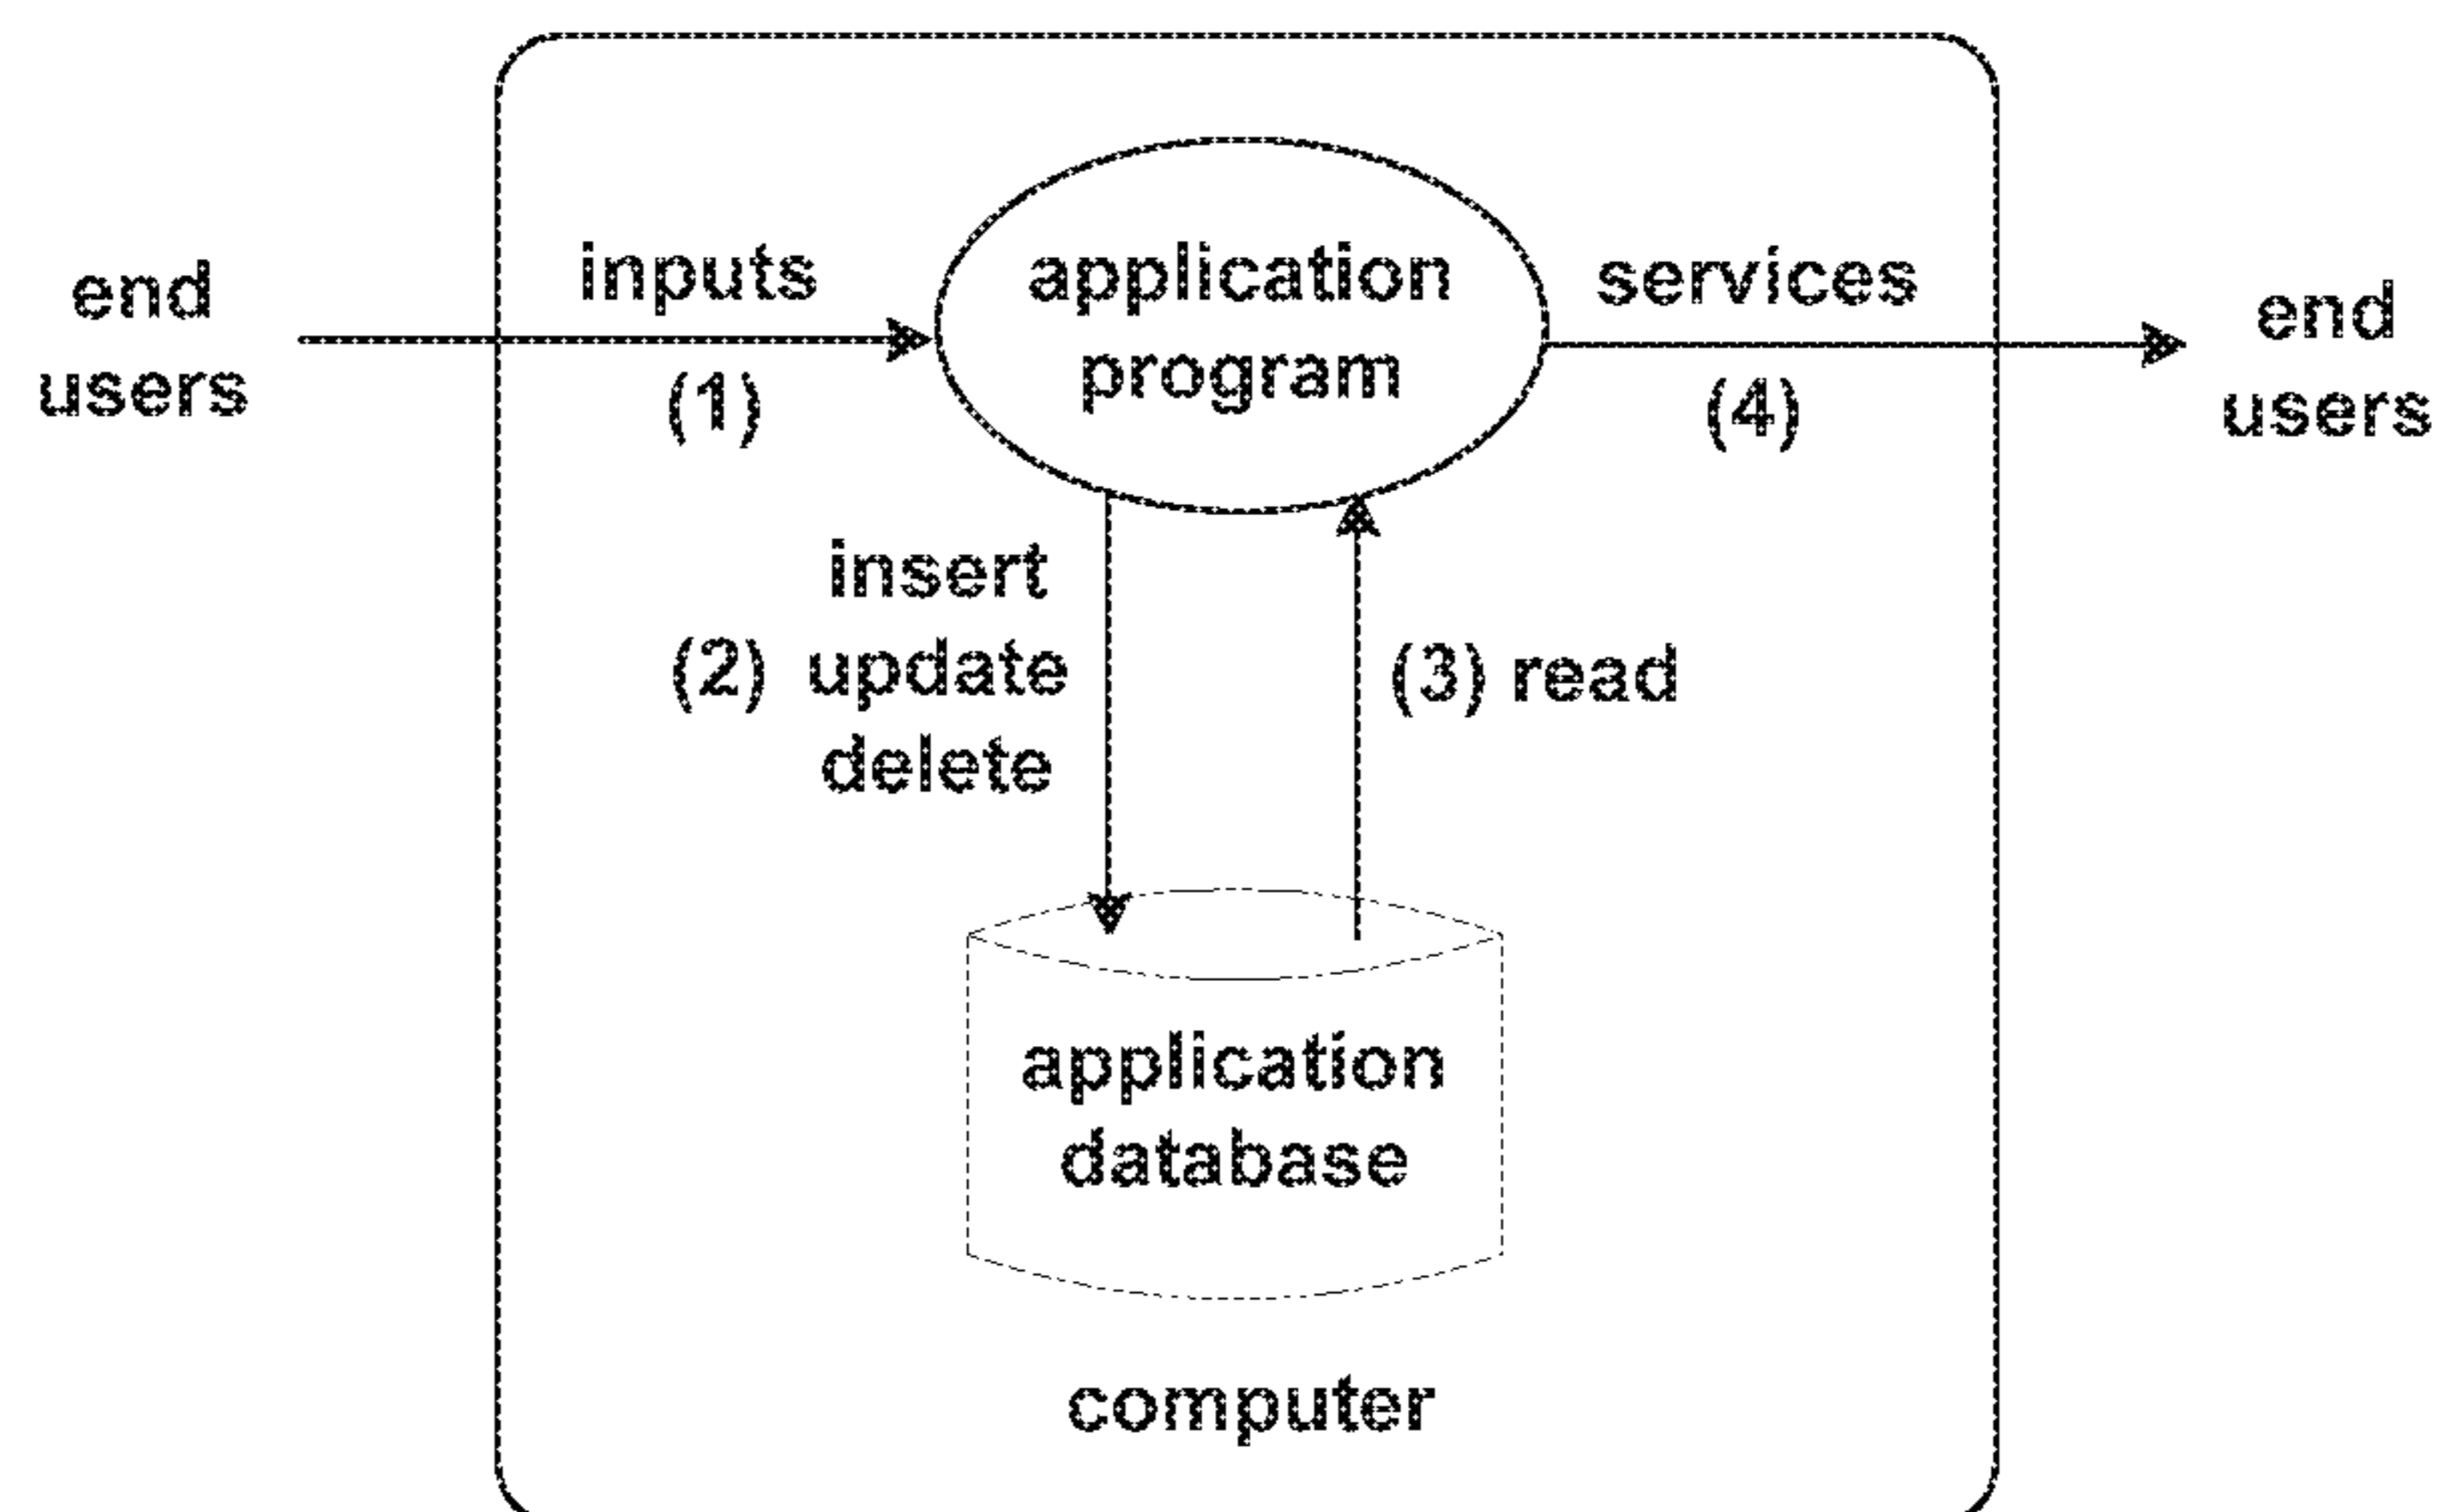 end
users
inputs
(1)
application
program
services
(4)
end
users
insert
(2) update
delete
(3) read
application
database
computer